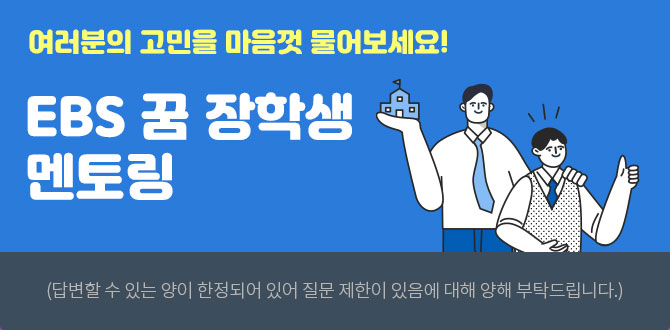 여러분의 고민을 마음껏 물어보세요!
EBS 꿈 장학생
멘토링
(답변할 수 있는 양이 한정되어 있어 질문 제한이 있음에 대해 양해 부탁드립니다.)